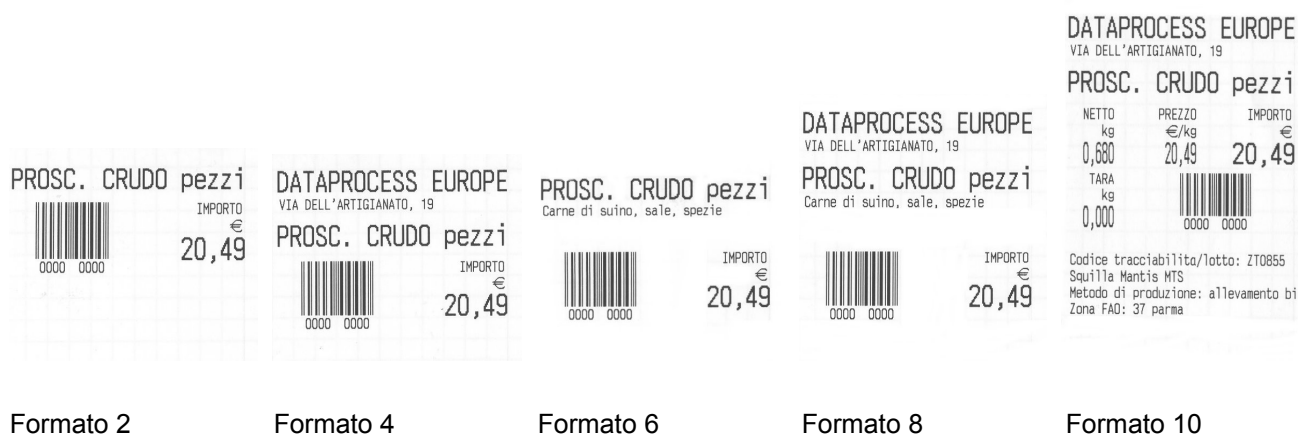 PROSC. CRUDO pezzi
IMPORTO
€
20,49
0000 0000
Formato 2
DATAPROCESS EUROPE
VIA DELL'ARTIGIANATO, 19
PROSC. CRUDO pezzi
IMPORTO
€
20,49
0000 0000
Formato 4
PROSC. CRUDO pezzi
Carne di suino, sale, spezie
IMPORTO
€
20,49
0000 0000
Formato 6
DATAPROCESS EUROPE
VIA DELL'ARTIGIANATO, 19
PROSC. CRUDO pezzi
Carne di suino, sale, spezie
IMPORTO
€
20,49
0000 0000
Formato 8
DATAPROCESS EUROPE
VIA DELL'ARTIGIANATO, 19
PROSC. CRUDO pezzi
NETTO PREZZO IMPORTO
kg €/kg €
0,680 20,49 20,49
TARA
kg
0,000
0000 0000
Codice tracciabilita/lotto: ZT0855
Squilla Mantis MTS
Metodo di produzione: allevamento bi
Zona FAO: 37 parma
Formato 10